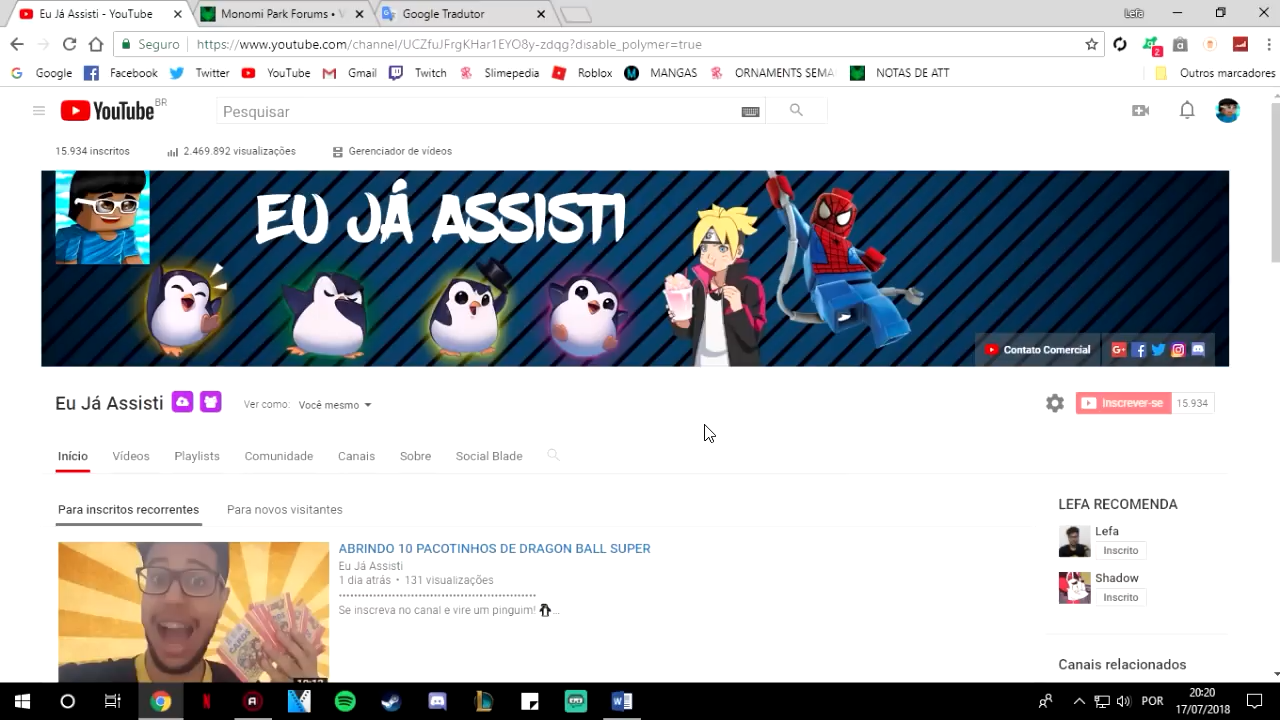 Eu Já Assisti - YouTube
Monomi Park Forums • V
Google Tradutor
Lefa
Seguro https://www.youtube.com/channel/UCZfuJFrgKHar1EYO8y-zdqg?disable_polymer=true
2
Google Facebook Twitter YouTube Gmail Twitch Slimepedia Roblox MANGAS ORNAMENTS SEMA NOTAS DE ATT Outros marcadores
YouTube BR
Pesquisar
15.934 inscritos 2.469.892 visualizações Gerenciador de vídeos
EU JÁ ASSISTI
Contato Comercial
Eu Já Assisti
Ver como: Você mesmo
Inscrever-se 15.934
Início Vídeos Playlists Comunidade Canais Sobre Social Blade
Para inscritos recorrentes Para novos visitantes
ABRINDO 10 PACOTINHOS DE DRAGON BALL SUPER
Eu Já Assisti
1 dia atrás • 131 visualizações
Se inscreva no canal e vire um pinguim! ...
LEFA RECOMENDA
Lefa
Inscrito
Shadow
Inscrito
Canais relacionados
POR
20:20
17/07/2018